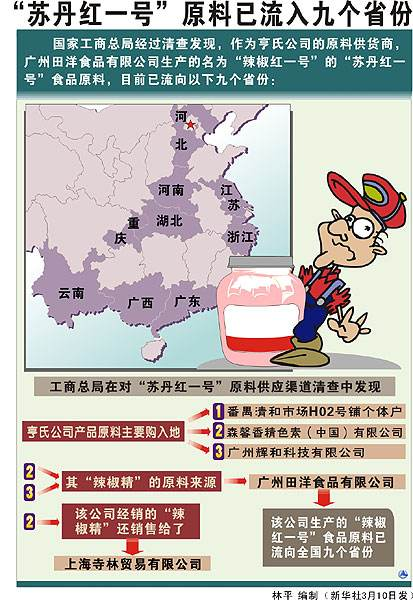 “苏丹红一号”原料已流入九个省份
国家工商总局经过清查发现，作为亨氏公司的原料供货商，
广州田洋食品有限公司生产的名为“辣椒红一号”的“苏丹红一
号”食品原料，目前已流向以下九个省份：
河
北
河南
江
苏
重
庆
湖北
浙江
云南
广西
广东
工商总局在对“苏丹红一号”原料供应渠道清查中发现
亨氏公司产品原料主要购入地
1 番禺清和市场H02号铺个体户
2 森馨香精色素（中国）有限公司
3 广州辉和科技有限公司
2
3
其“辣椒精”的原料来源
广州田洋食品有限公司
2
该公司经销的“辣
椒精”还销售给了
上海寺林贸易有限公司
该公司生产的“辣椒
红一号”食品原料已
流向全国九个省份
林平 编制（新华社3月10日发）